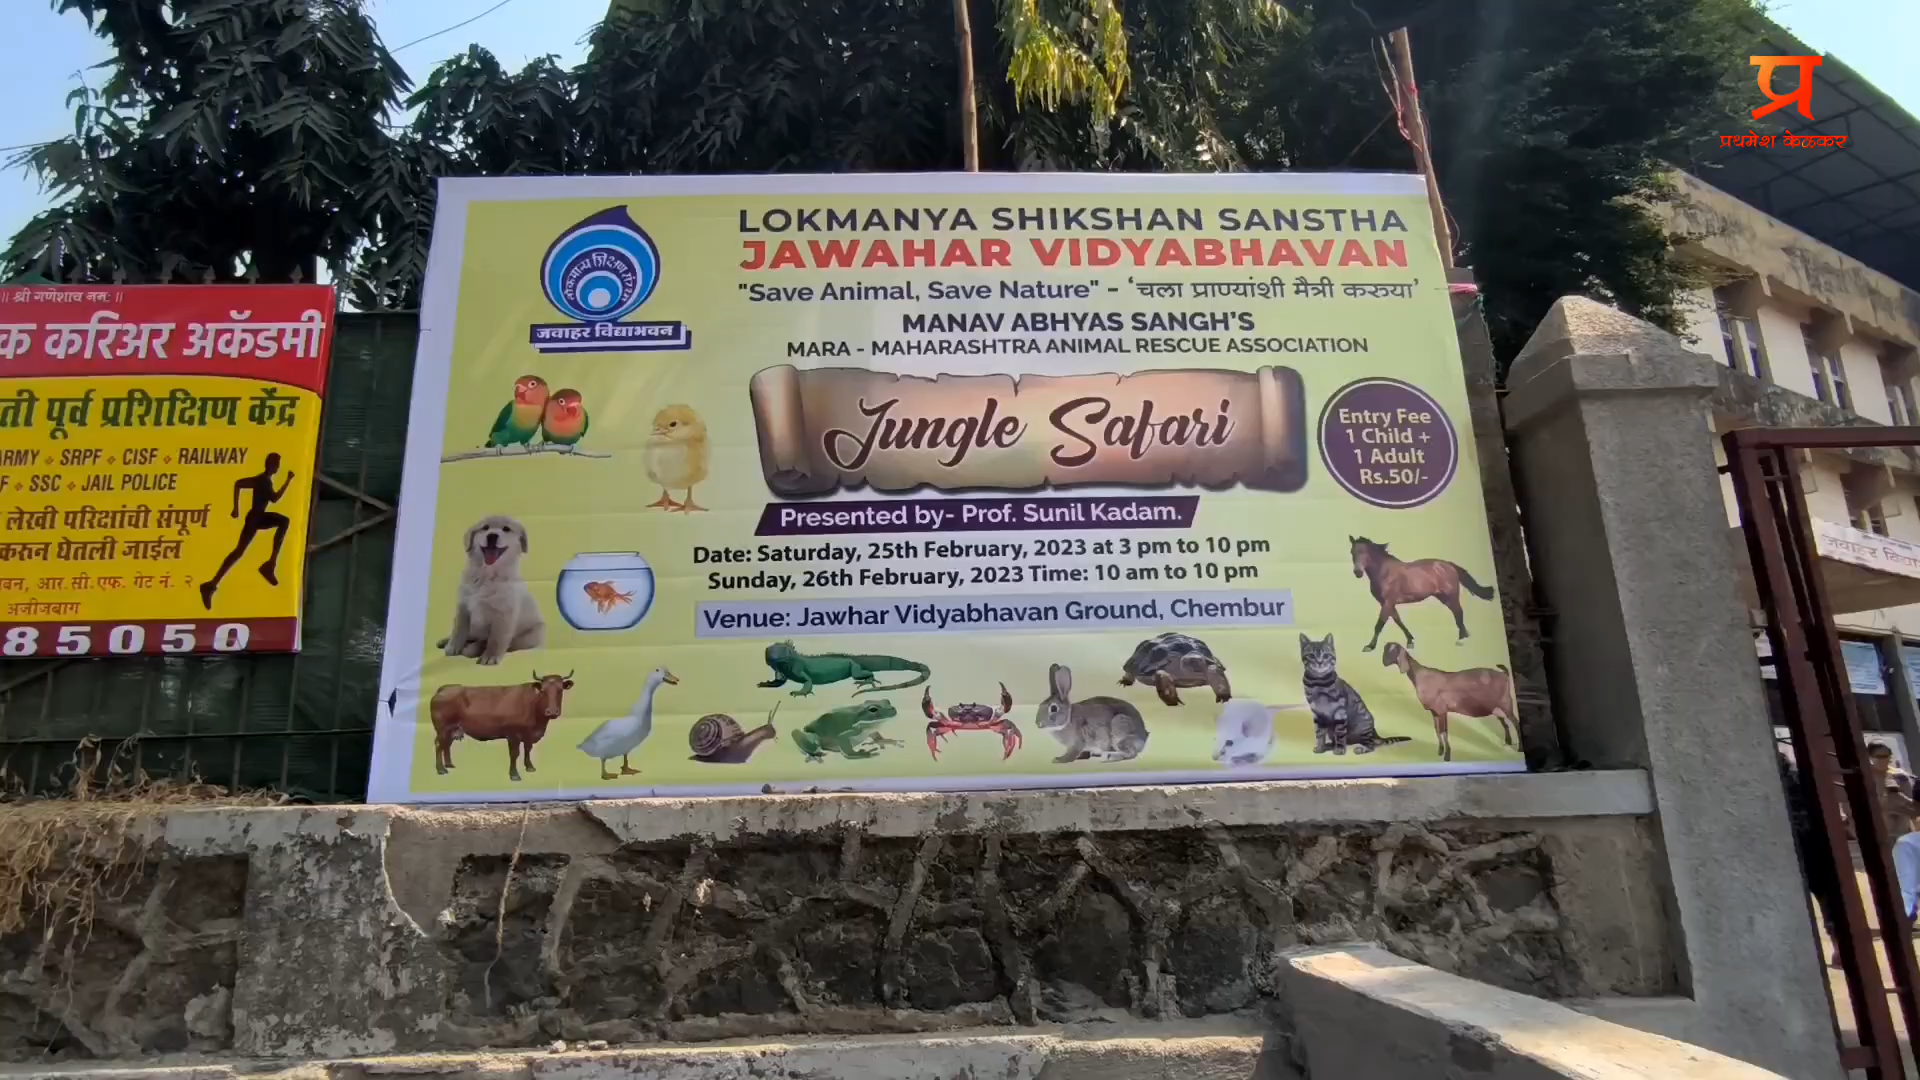 ॥ श्री गणेशाय नमः ॥
क करिअर अकॅडमी
ती पूर्व प्रशिक्षिण केंद्र
ARMY SRPF CISF RAILWAY
F SSC JAIL POLICE
लेखी परिक्षांची संपूर्ण
करून घेतली जाईल
वन, आर.सी.एफ. गेट नं. २
अजीजबाग
85050
जवाहर विद्याभवन
LOKMANYA SHIKSHAN SANSTHA
JAWAHAR VIDYABHAVAN
"Save Animal, Save Nature" - ‘चला प्राण्यांशी मैत्री करुया’
MANAV ABHYAS SANGH'S
MARA - MAHARASHTRA ANIMAL RESCUE ASSOCIATION
Jungle Safari
Entry Fee
1 Child +
1 Adult
Rs.50/-
Presented by- Prof. Sunil Kadam.
Date: Saturday, 25th February, 2023 at 3 pm to 10 pm
Sunday, 26th February, 2023 Time: 10 am to 10 pm
Venue: Jawhar Vidyabhavan Ground, Chembur
प्र
प्रथमेश केळकर
जवाहर